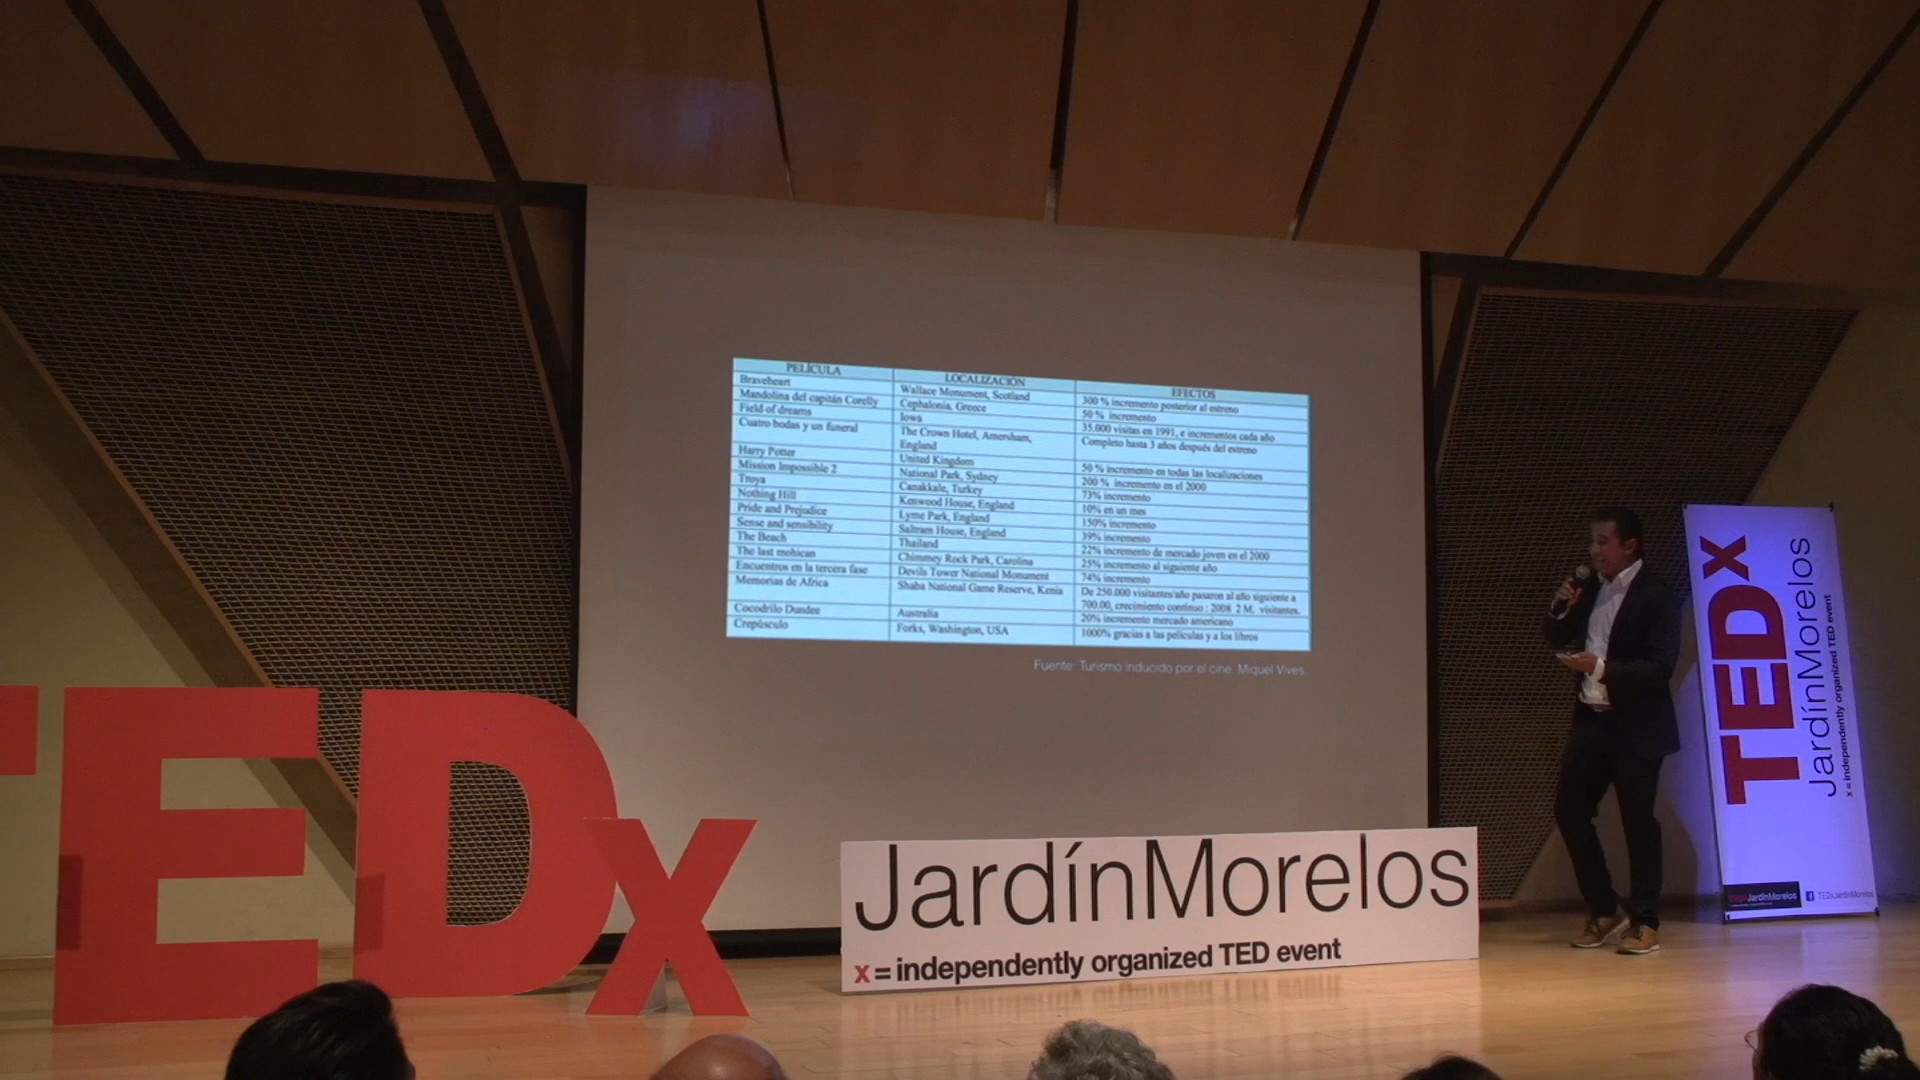 PELÍCULA LOCALIZACIÓN EFECTOS
Braveheart Wallace Monument, Scotland 300 % incremento posterior al estreno
Mandolina del capitán Corelly Cephalonia. Greece 50 % incremento
Field of dreams Iowa 35.000 visitas en 1991, e incrementos cada año
Cuatro bodas y un funeral The Crown Hotel, Amersham, Completo hasta 3 años después del estreno
England
Harry Potter United Kingdom 50 % incremento en todas las localizaciones
Mission Impossible 2 National Park, Sydney 200 % incremento en el 2000
Troya Canakkale, Turkey 73% incremento
Nothing Hill Kenwood House, England 10% en un mes
Pride and Prejudice Lyme Park, England 150% incremento
Sense and sensibility Saltram House, England 39% incremento
The Beach Thailand 22% incremento de mercado joven en el 2000
The last mohican Chimmey Rock Park, Carolina 25% incremento al siguiente año
Encuentros en la tercera fase Devils Tower National Monument 74% incremento
Memorias de Africa Shaba National Game Reserve, Kenia De 250.000 visitantes/año pasaron al año siguiente a
700.00, crecimiento continuo : 2008 2 M. visitantes.
Cocodrilo Dundee Australia 20% incremento mercado americano
Crepúsculo Forks, Washington, USA 1000% gracias a las películas y a los libros
Fuente: Turismo inducido por el cine. Miquel Vives
TEDx
JardínMorelos
x = independently organized TED event
TEDx
JardínMorelos
x = independently organized TED event
TEDxJardínMorelos
TEDxJardínMorelos